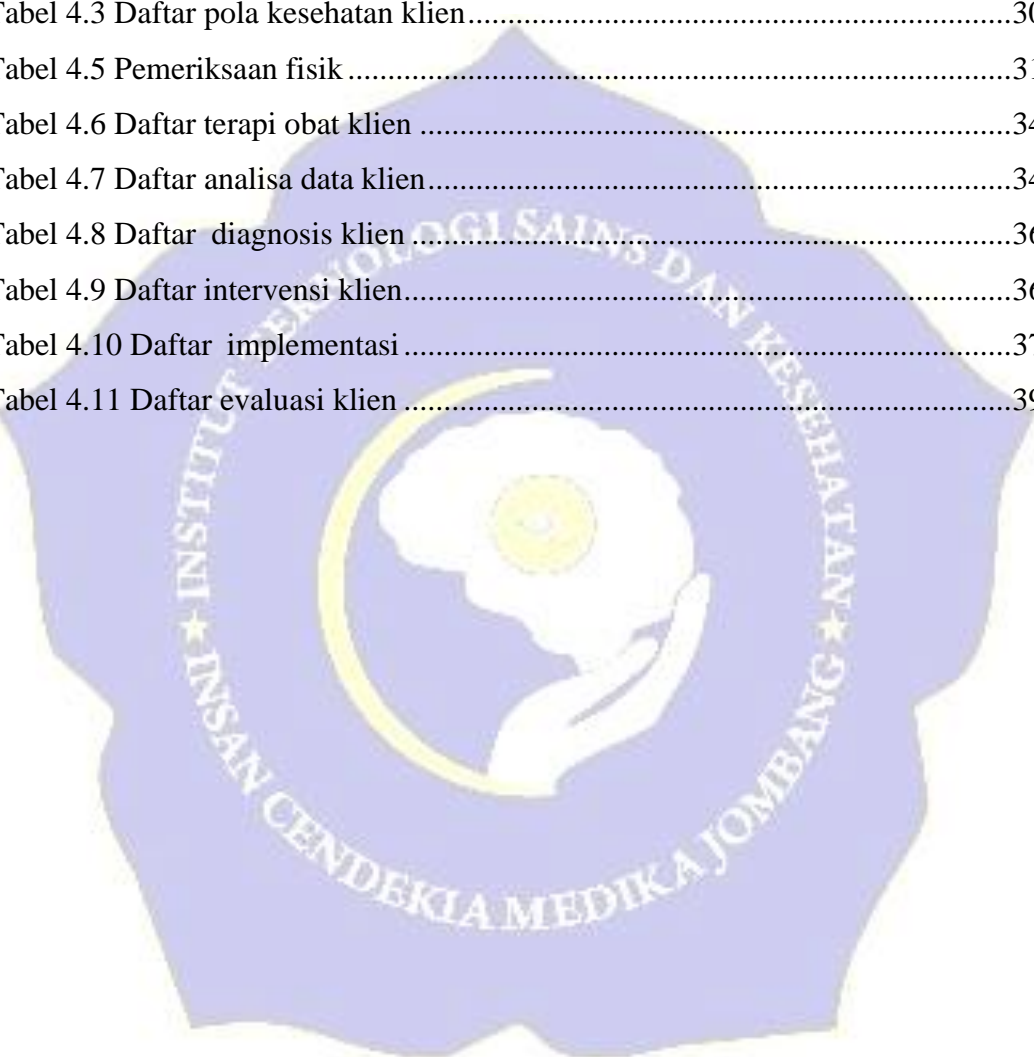 Tabel 4.3 Daftar pola kesehatan klien....................................................................30
Tabel 4.5 Pemeriksaan fisik..................................................................................31
Tabel 4.6 Daftar terapi obat klien .........................................................................34
Tabel 4.7 Daftar analisa data klien........................................................................34
Tabel 4.8 Daftar  diagnosis klien ..........................................................................36
Tabel 4.9 Daftar intervensi klien...........................................................................36
Tabel 4.10 Daftar  implementasi ...........................................................................37
Tabel 4.11 Daftar evaluasi klien ...........................................................................39
INSTITUT TEKNOLOGI SAINS DAN KESEHATAN
★ INSAN CENDEKIA MEDIKA JOMBANG ★